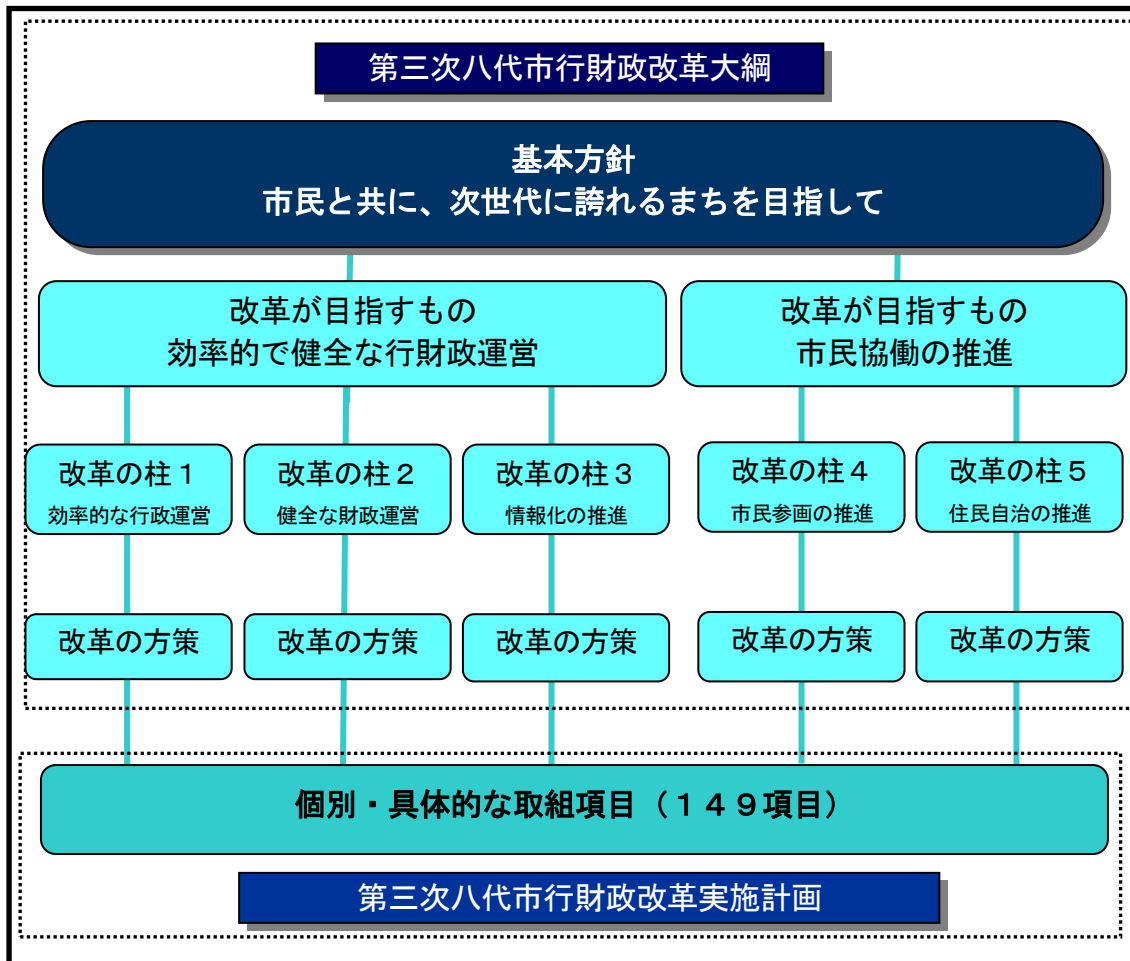 第三次八代市行財政改革大綱
基本方針
市民と共に、次世代に誇れるまちを目指して
改革が目指すもの
効率的で健全な行財政運営
改革が目指すもの
市民協働の推進
改革の柱１
効率的な行政運営
改革の柱２
健全な財政運営
改革の柱３
情報化の推進
改革の柱４
市民参画の推進
改革の柱５
住民自治の推進
改革の方策
改革の方策
改革の方策
改革の方策
改革の方策
個別・具体的な取組項目（１４９項目）
第三次八代市行財政改革実施計画